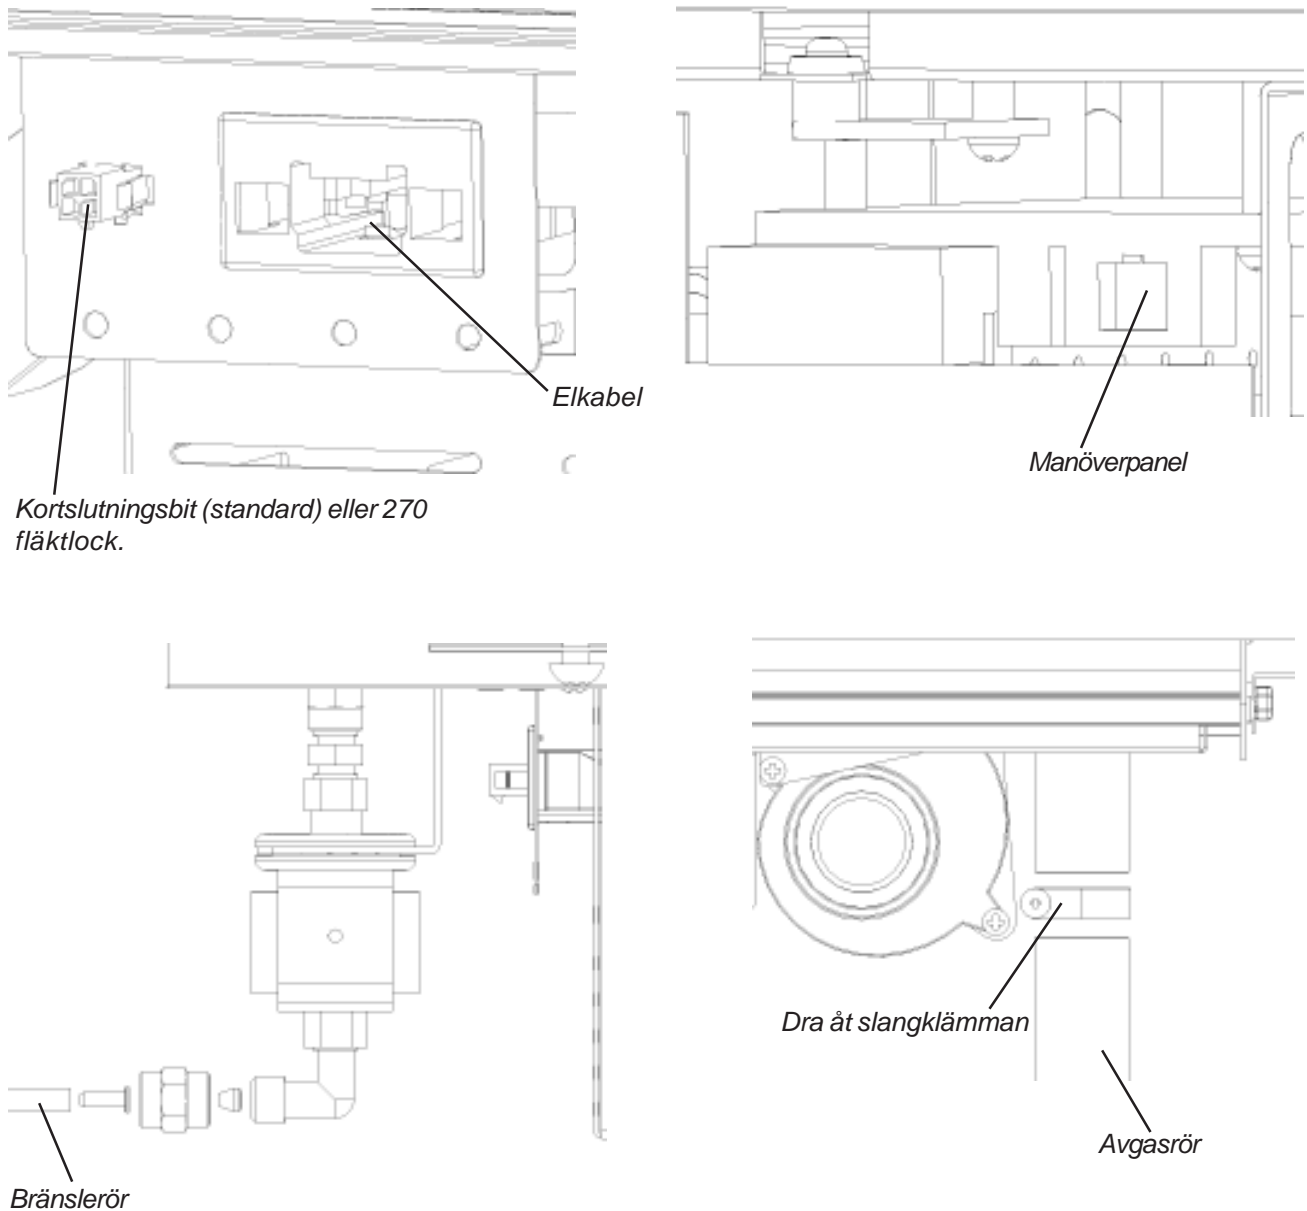 Elkabel
Manöverpanel
Kortslutningsbit (standard) eller 270
fläktlock.
Dra åt slangklämman
Avgasrör
Bränslerör